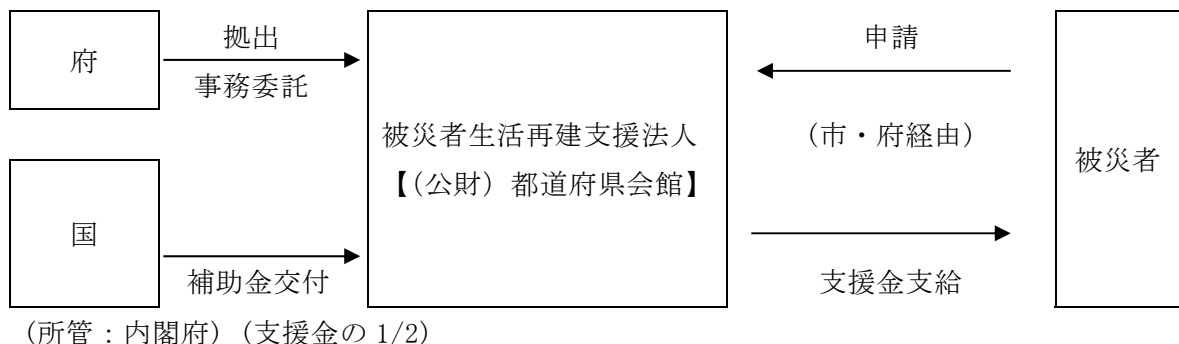 府
拠出
事務委託
国
補助金交付
(所管：内閣府) (支援金の 1/2)
被災者生活再建支援法人
【(公財) 都道府県会館】
申請
(市・府経由)
支援金支給
被災者